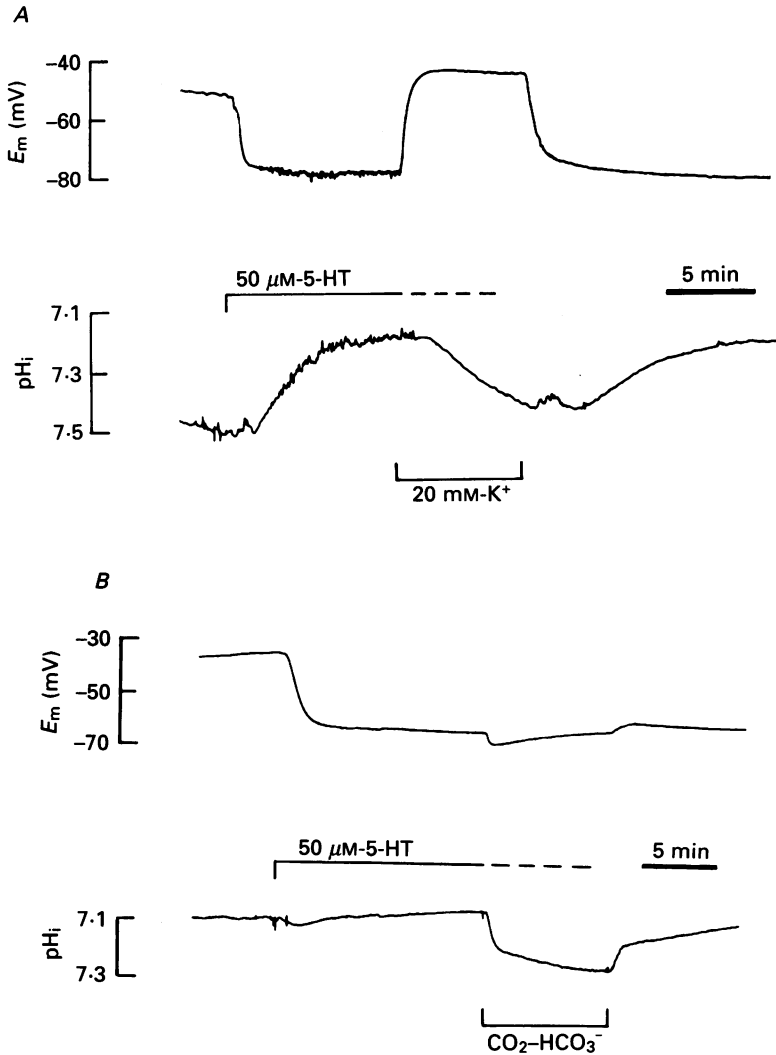 A
−40
−60
−80
Em (mV)
50 μM-5-HT
5 min
7·1
7·3
7·5
pHi
20 mM-K+
B
−30
−50
−70
Em (mV)
50 μM-5-HT
5 min
7·1
7·3
pHi
CO2–HCO3−